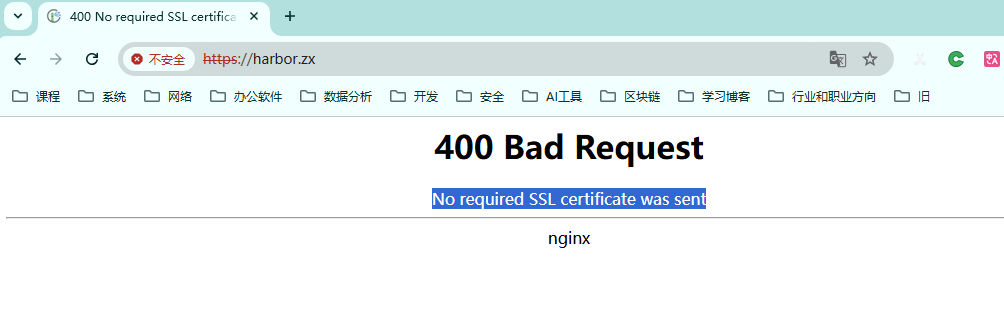 400 No required SSL certifica
不安全 https://harbor.zx
课程 系统 网络 办公软件 数据分析 开发 安全 AI工具 区块链 学习博客 行业和职业方向 旧
400 Bad Request
No required SSL certificate was sent
nginx